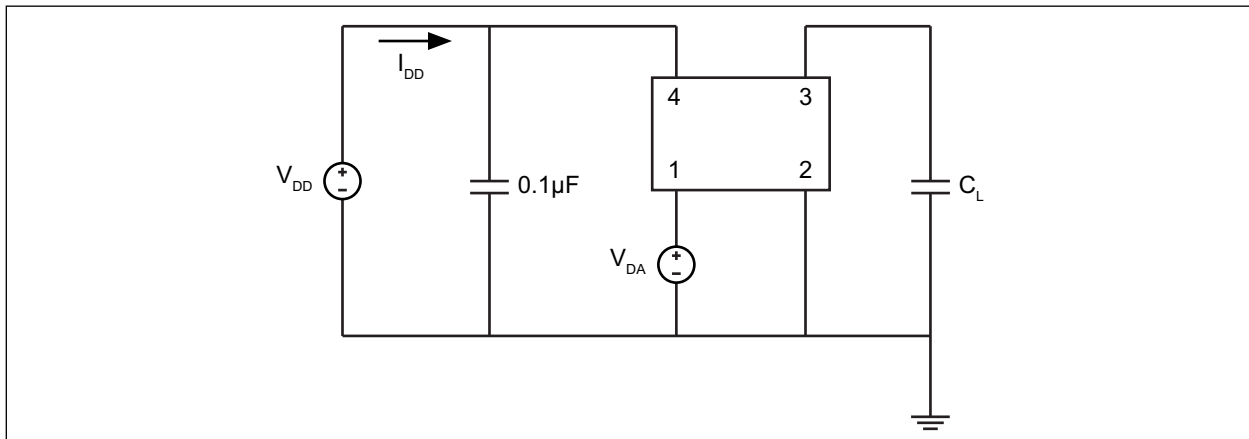 I_DD
4 3
V_DD
+
-
0.1µF
1 2
C_L
V_DA
+
-